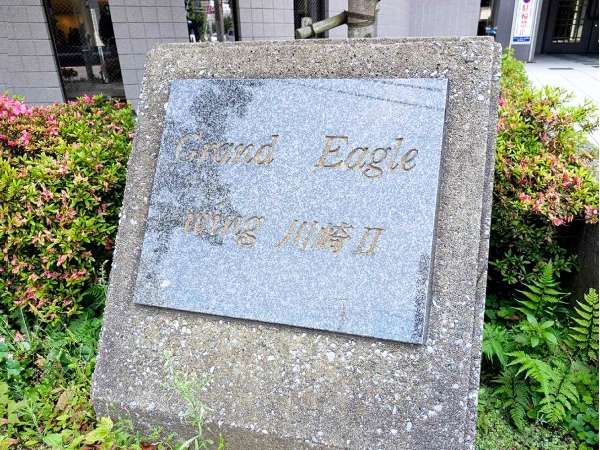 Grand Eagle
wing 川崎 II